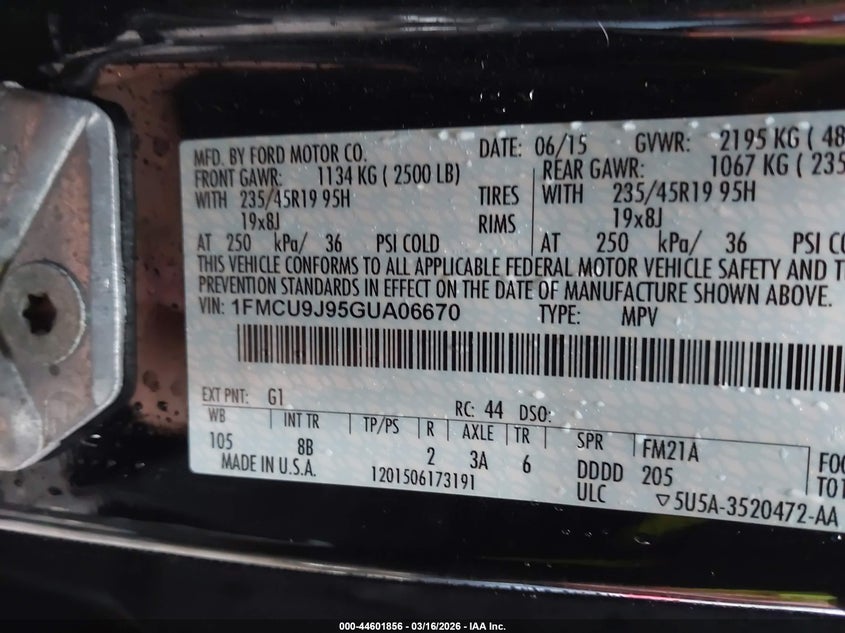 MFD. BY FORD MOTOR CO. DATE: 06/15 GVWR: 2195 KG ( 48
FRONT GAWR: 1134 KG ( 2500 LB) REAR GAWR: 1067 KG ( 235
WITH 235/45R19 95H TIRES WITH 235/45R19 95H
19x8J RIMS 19x8J
AT 250 kPa/ 36 PSI COLD AT 250 kPa/ 36 PSI CO
THIS VEHICLE CONFORMS TO ALL APPLICABLE FEDERAL MOTOR VEHICLE SAFETY AND T
PREVENTION STANDARDS IN EFFECT ON THE DATE OF MANUFACTURE SHOWN ABOVE.
VIN: 1FMCU9J95GUA06670 TYPE: MPV
EXT PNT: G1 RC: 44 DSO:
WB INT TR TP/PS R AXLE TR SPR FM21A
105 8B 2 3A 6 DDDD 205 FOO
MADE IN U.S.A. 1201506173191 ULC ▽5U5A-3520472-AA TO1
000-44601856 - 03/16/2026 - IAA Inc.